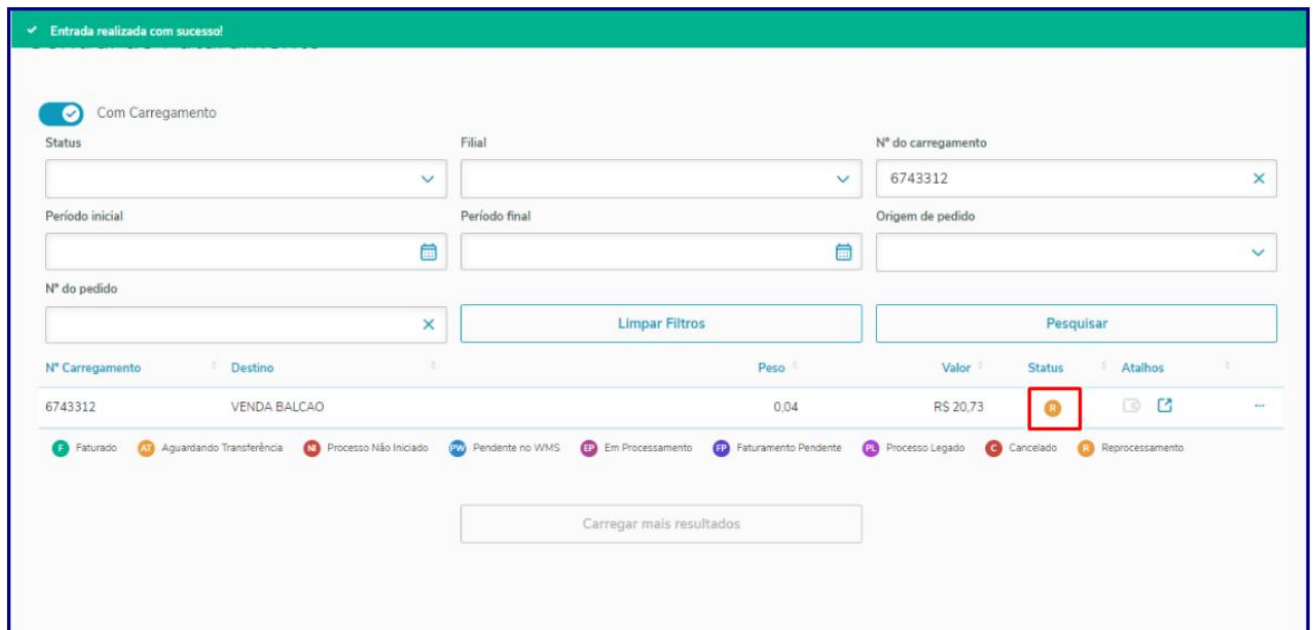 Entrada realizada com sucesso!
Com Carregamento
Status Filial Nº do carregamento
6743312
Período inicial Período final Origem de pedido
Nº do pedido
Limpar Filtros Pesquisar
Nº Carregamento Destino Peso Valor Status Atalhos
6743312 VENDA BALCAO 0,04 R$ 20,73 R ...
F Faturado AT Aguardando Transferência NI Processo Não Iniciado PW Pendente no WMS EP Em Processamento FP Faturamento Pendente PL Processo Legado C Cancelado R Reprocessamento
Carregar mais resultados